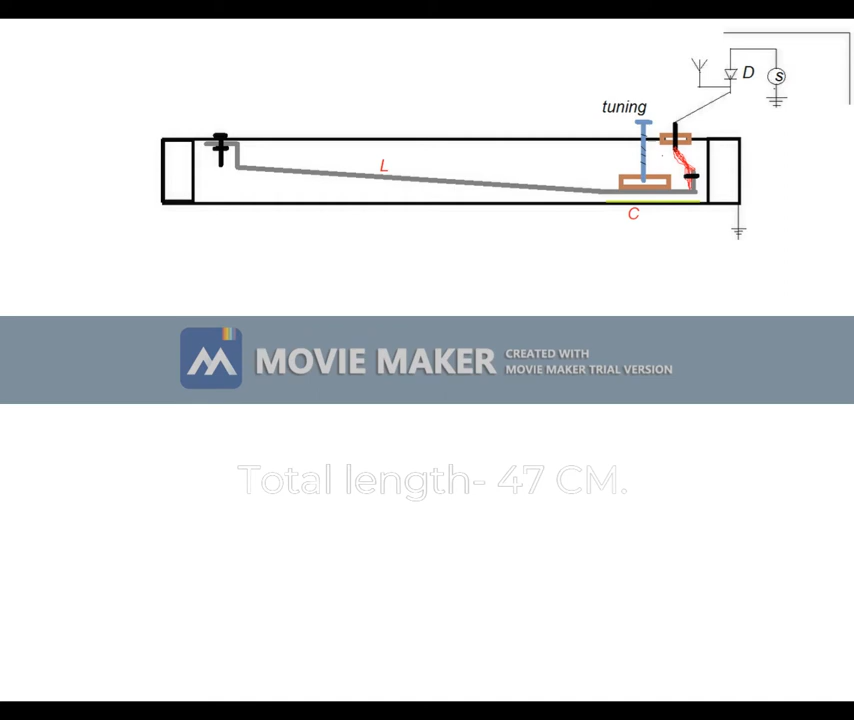 D
S
tuning
L
C
MOVIE MAKER
CREATED WITH
MOVIE MAKER TRIAL VERSION
Total length- 47 CM.